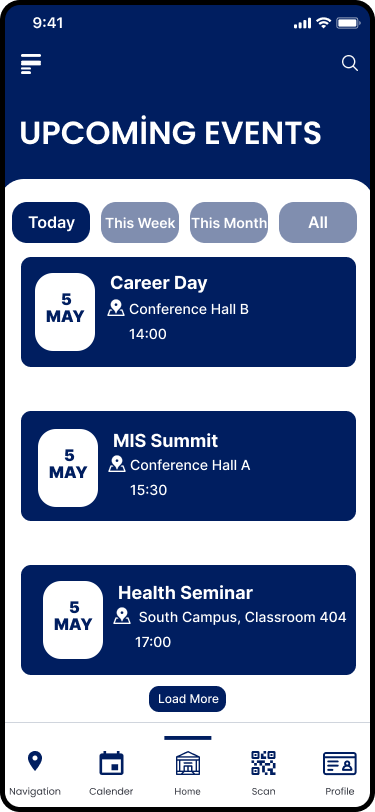 9:41
UPCOMİNG EVENTS
Today
This Week
This Month
All
5
MAY
Career Day
Conference Hall B
14:00
5
MAY
MIS Summit
Conference Hall A
15:30
5
MAY
Health Seminar
South Campus, Classroom 404
17:00
Load More
Navigation
Calender
Home
Scan
Profile